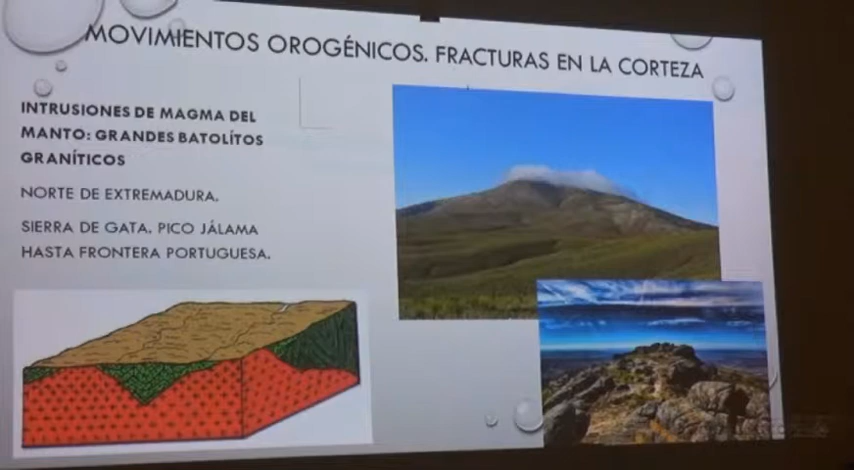 MOVIMIENTOS OROGÉNICOS. FRACTURAS EN LA CORTEZA
INTRUSIONES DE MAGMA DEL
MANTO: GRANDES BATOLÍTOS
GRANÍTICOS
NORTE DE EXTREMADURA.
SIERRA DE GATA. PICO JÁLAMA
HASTA FRONTERA PORTUGUESA.